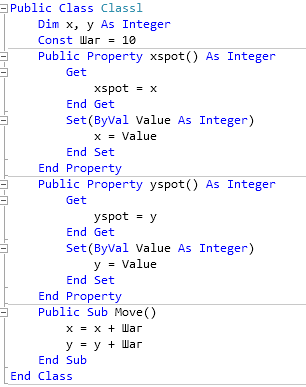 Public Class Class1
Dim x, y As Integer
Const Шаг = 10
Public Property xspot() As Integer
Get
xspot = x
End Get
Set(ByVal Value As Integer)
x = Value
End Set
End Property
Public Property yspot() As Integer
Get
yspot = y
End Get
Set(ByVal Value As Integer)
y = Value
End Set
End Property
Public Sub Move()
x = x + Шаг
y = y + Шаг
End Sub
End Class